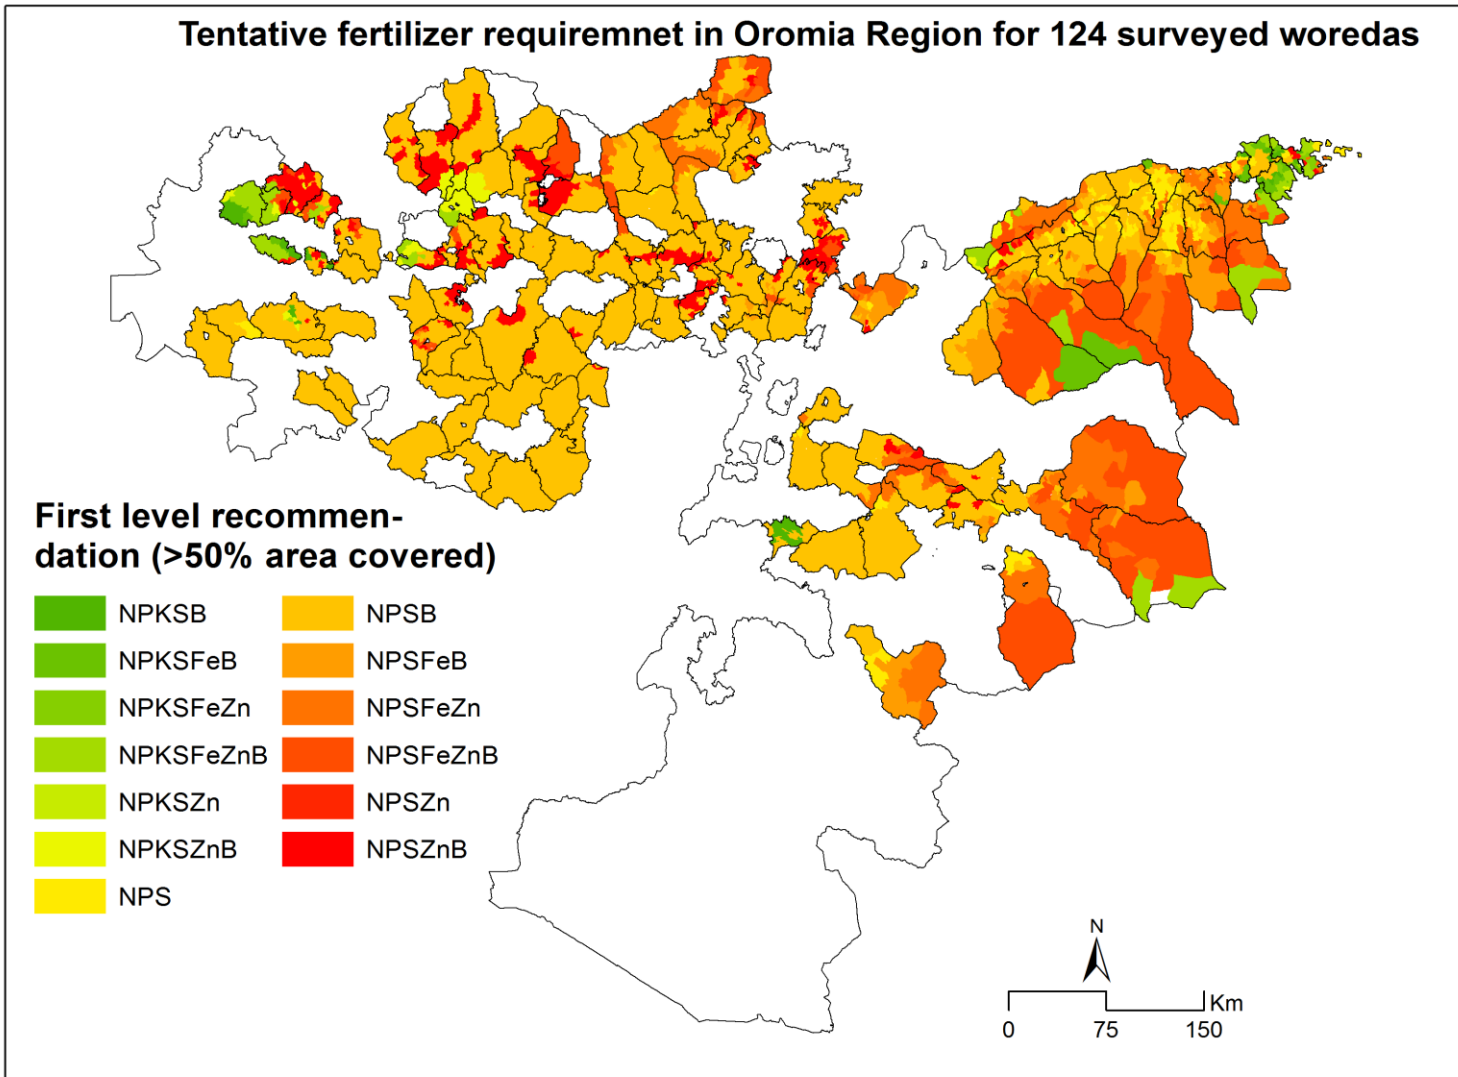 Tentative fertilizer requiremnet in Oromia Region for 124 surveyed woredas
First level recommen-
dation (>50% area covered)
NPKSB
NPKSFeB
NPKSFeZn
NPKSFeZnB
NPKSZn
NPKSZnB
NPS
NPSB
NPSFeB
NPSFeZn
NPSFeZnB
NPSZn
NPSZnB
N
Km
0 75 150